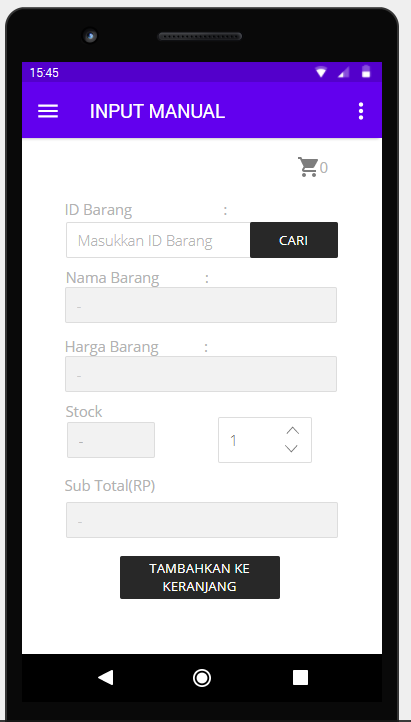 15:45
INPUT MANUAL
0
ID Barang :
Masukkan ID Barang CARI
Nama Barang :
-
Harga Barang :
-
Stock
- 1
Sub Total(RP)
-
TAMBAHKAN KE
KERANJANG